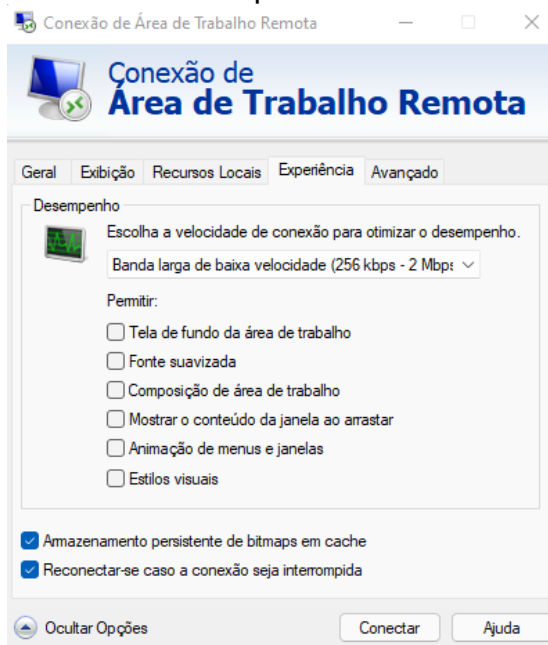 Conexão de Área de Trabalho Remota
Conexão de
Área de Trabalho Remota
Geral Exibição Recursos Locais Experiência Avançado
Desempenho
Escolha a velocidade de conexão para otimizar o desempenho.
Banda larga de baixa velocidade (256 kbps - 2 Mbps
Permitir:
Tela de fundo da área de trabalho
Fonte suavizada
Composição de área de trabalho
Mostrar o conteúdo da janela ao arrastar
Animação de menus e janelas
Estilos visuais
Armazenamento persistente de bitmaps em cache
Reconectar-se caso a conexão seja interrompida
Ocultar Opções Conectar Ajuda